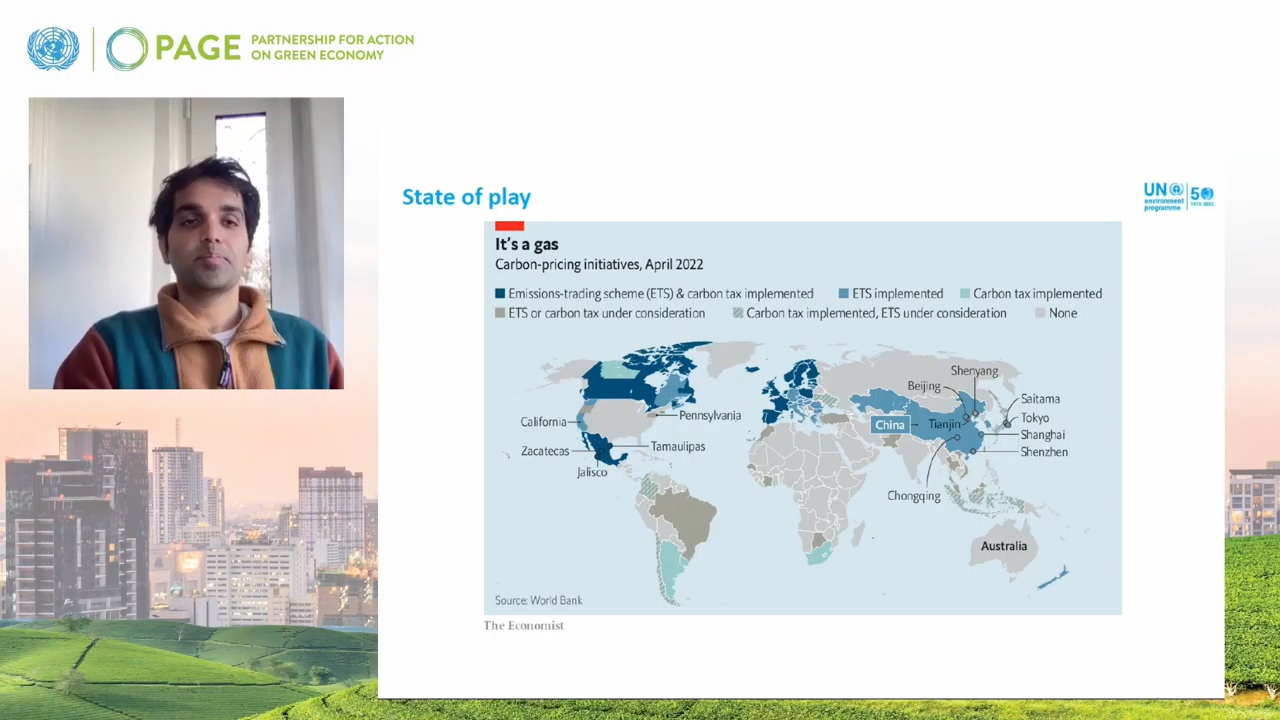 PAGE
PARTNERSHIP FOR ACTION
ON GREEN ECONOMY
State of play
UN
environment
programme
50
1972-2022
It's a gas
Carbon-pricing initiatives, April 2022
Emissions-trading scheme (ETS) & carbon tax implemented
ETS implemented
Carbon tax implemented
ETS or carbon tax under consideration
Carbon tax implemented, ETS under consideration
None
Shenyang
Beijing
Saitama
California
Pennsylvania
China
Tianjin
Tokyo
Shanghai
Zacatecas
Tamaulipas
Shenzhen
Jalisco
Chongqing
Australia
Source: World Bank
The Economist